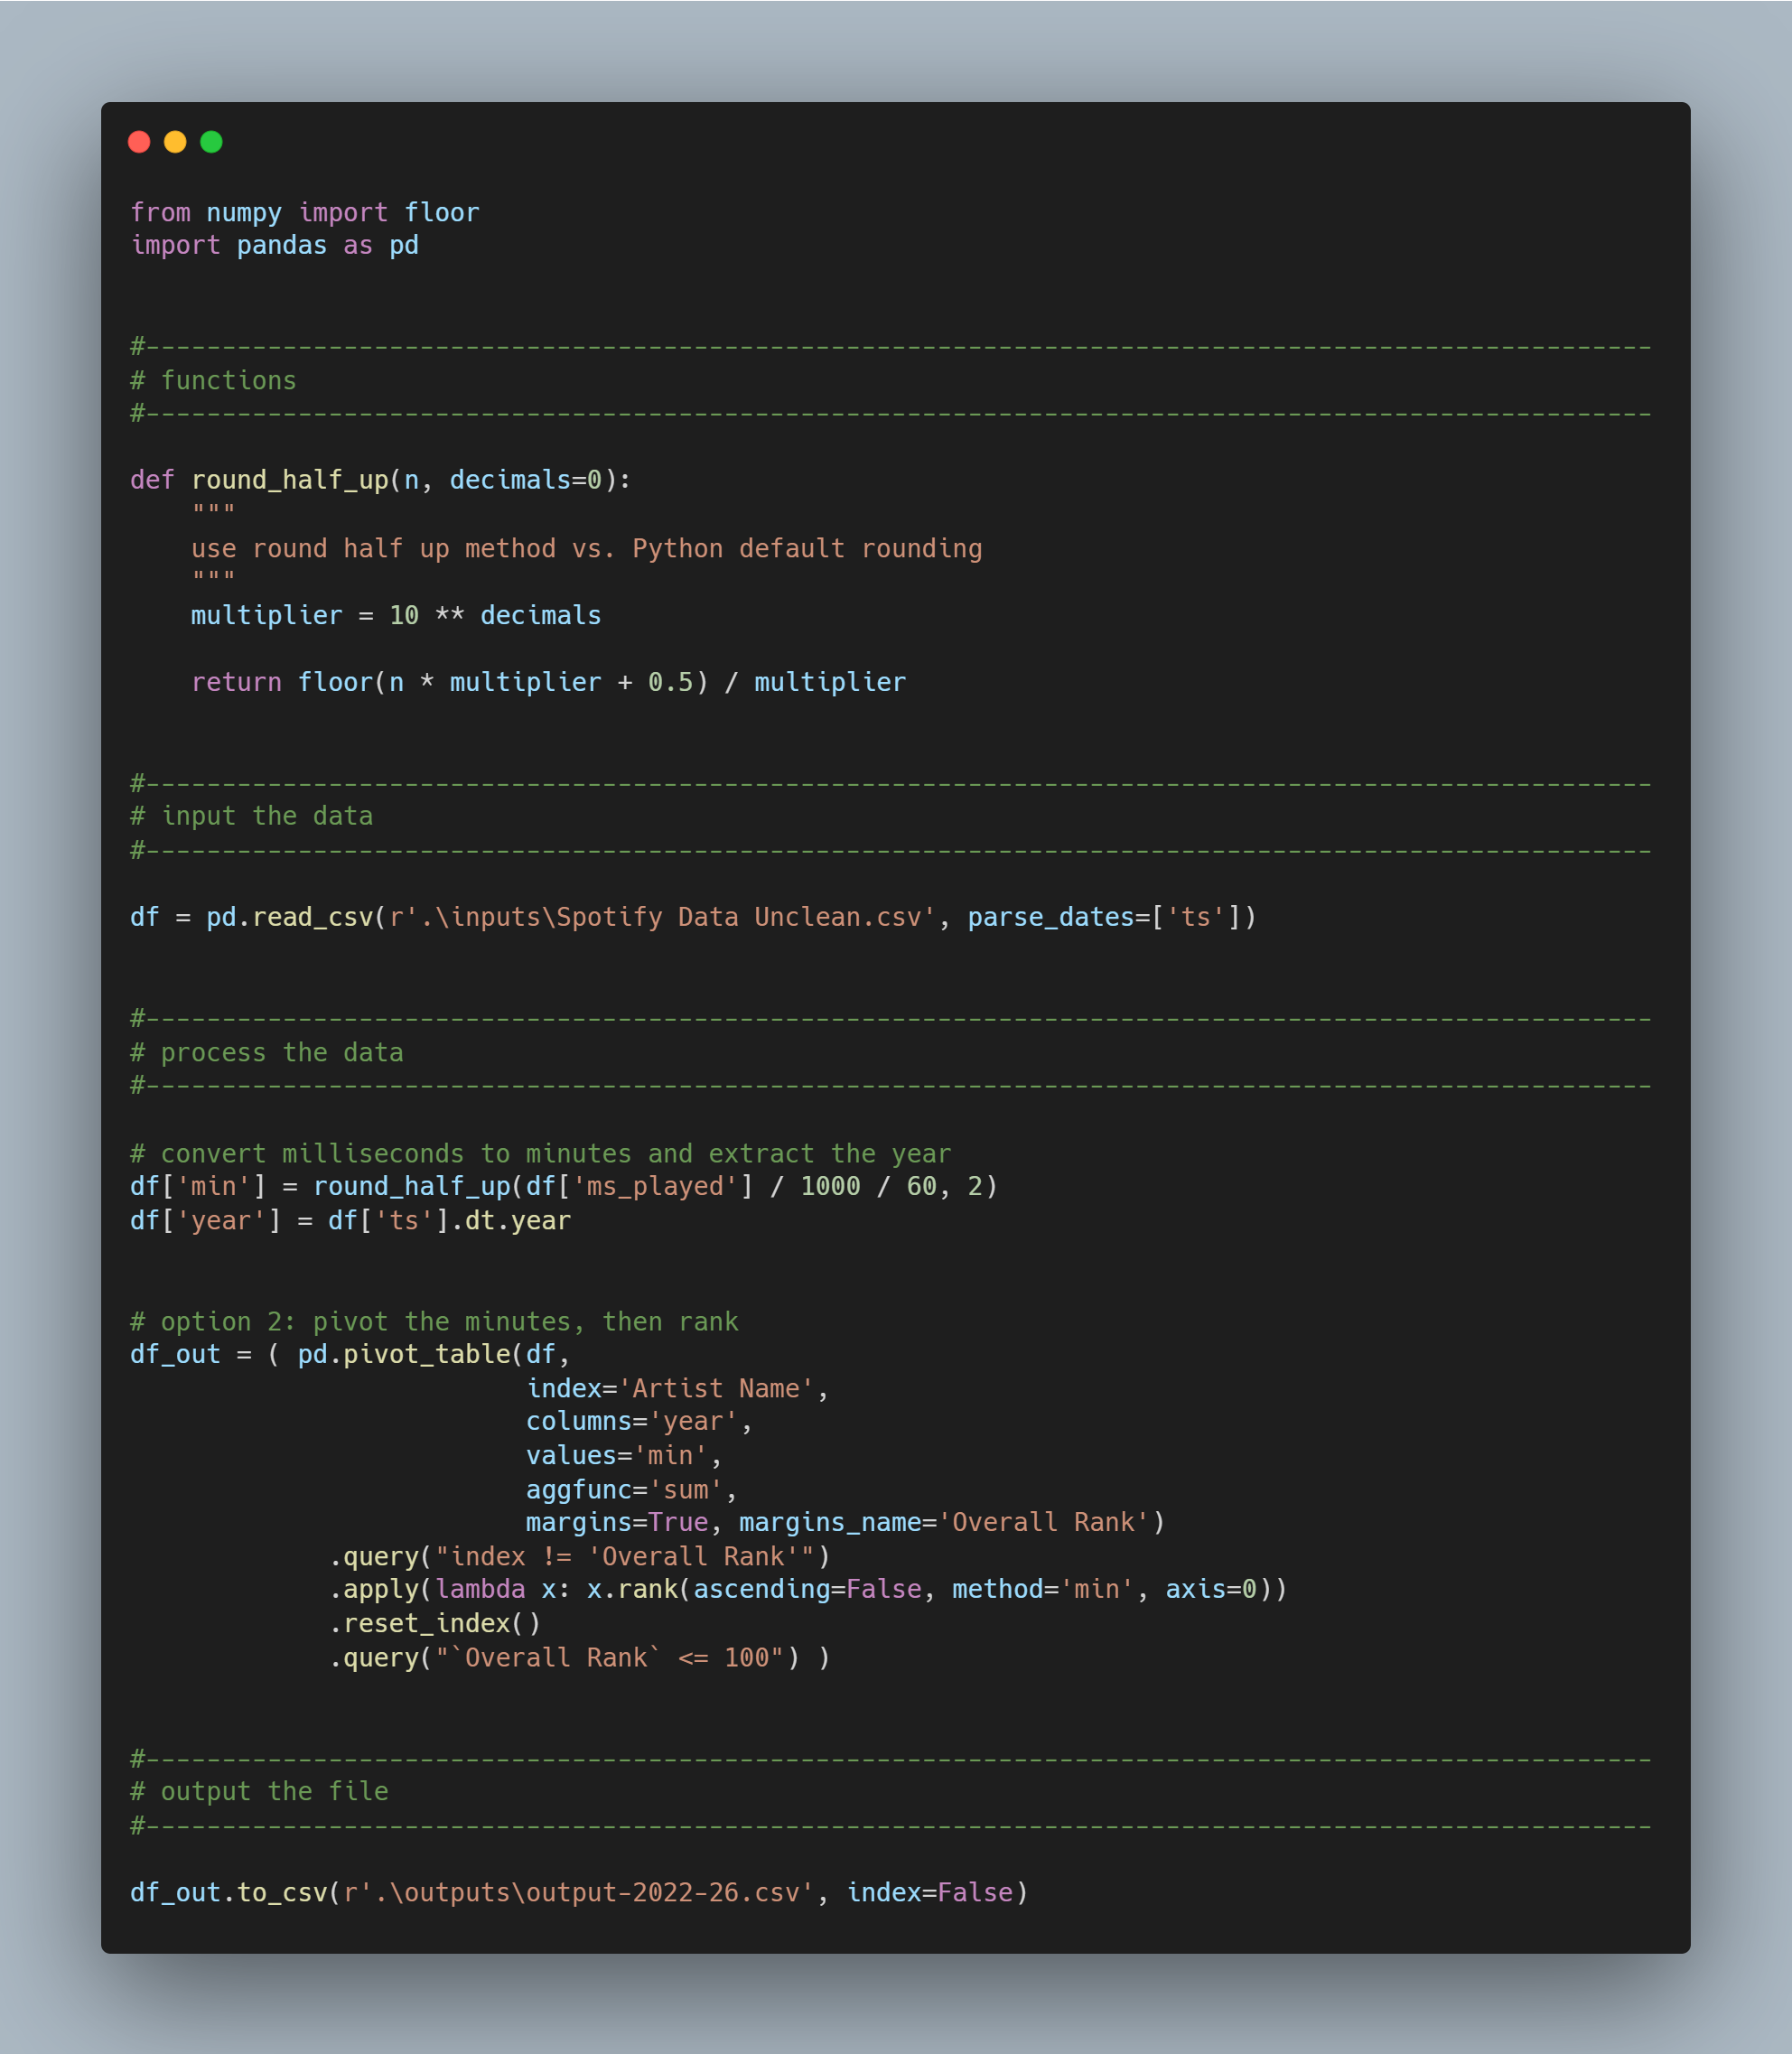 from numpy import floor
import pandas as pd
#---------------------------------------------------------------------------------------------------
# functions
#---------------------------------------------------------------------------------------------------
def round_half_up(n, decimals=0):
    """
    use round half up method vs. Python default rounding
    """
    multiplier = 10 ** decimals
    return floor(n * multiplier + 0.5) / multiplier
#---------------------------------------------------------------------------------------------------
# input the data
#---------------------------------------------------------------------------------------------------
df = pd.read_csv(r'.\inputs\Spotify Data Unclean.csv', parse_dates=['ts'])
#---------------------------------------------------------------------------------------------------
# process the data
#---------------------------------------------------------------------------------------------------
# convert milliseconds to minutes and extract the year
df['min'] = round_half_up(df['ms_played'] / 1000 / 60, 2)
df['year'] = df['ts'].dt.year
# option 2: pivot the minutes, then rank
df_out = ( pd.pivot_table(df,
                          index='Artist Name',
                          columns='year',
                          values='min',
                          aggfunc='sum',
                          margins=True, margins_name='Overall Rank')
             .query("index != 'Overall Rank'")
             .apply(lambda x: x.rank(ascending=False, method='min', axis=0))
             .reset_index()
             .query("`Overall Rank` <= 100") )
#---------------------------------------------------------------------------------------------------
# output the file
#---------------------------------------------------------------------------------------------------
df_out.to_csv(r'.\outputs\output-2022-26.csv', index=False)